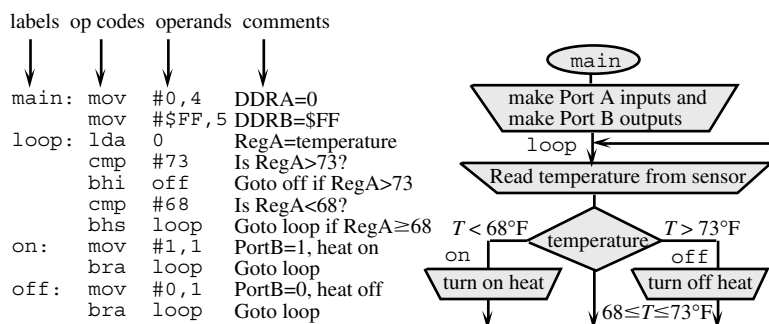 labels op codes operands comments
main: mov #0,4 DDRA=0
mov #$FF,5 DDRB=$FF
loop: lda 0 RegA=temperature
cmp #73 Is RegA>73?
bhi off Goto off if RegA>73
cmp #68 Is RegA<68?
bhs loop Goto loop if RegA≥68
on: mov #1,1 PortB=1, heat on
bra loop Goto loop
off: mov #0,1 PortB=0, heat off
bra loop Goto loop
main
make Port A inputs and
make Port B outputs
loop
Read temperature from sensor
T < 68°F
T > 73°F
temperature
on
off
turn on heat
turn off heat
68≤T≤73°F